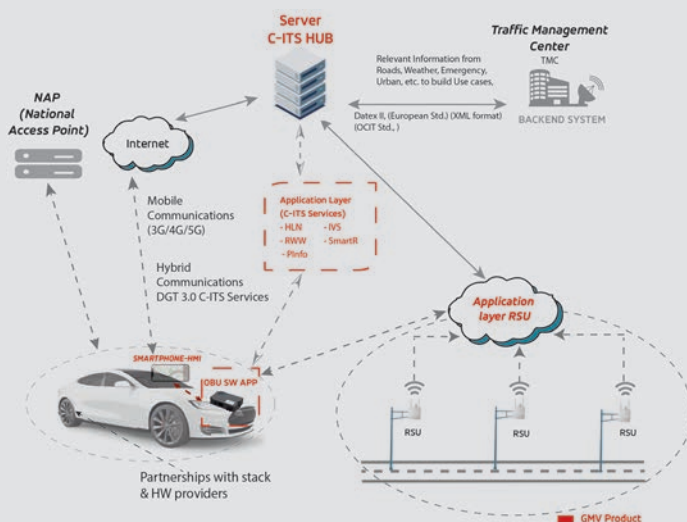 Server
C-ITS HUB
Traffic Management
Center
TMC
BACKEND SYSTEM
Relevant Information from
Roads, Weather, Emergency,
Urban, etc. to build Use cases,
Datex II, (European Std.) (XML format)
(OCIT Std., )
NAP
(National
Access Point)
Internet
Mobile
Communications
(3G/4G/5G)
Hybrid
Communications
DGT 3.0 C-ITS Services
Application Layer
(C-ITS Services)
- HLN - IVS
- RWW - SmartR
- PInfo
Application
layer RSU
SMARTPHONE-HMI
OBU SW APP
RSU
RSU
RSU
Partnerships with stack
& HW providers
GMV Product